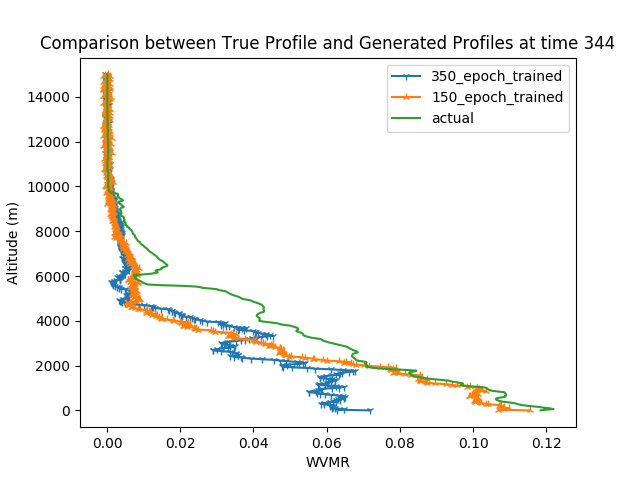 Comparison between True Profile and Generated Profiles at time 344
350_epoch_trained
150_epoch_trained
actual
Altitude (m)
14000
12000
10000
8000
6000
4000
2000
0
0.00 0.02 0.04 0.06 0.08 0.10 0.12
WVMR